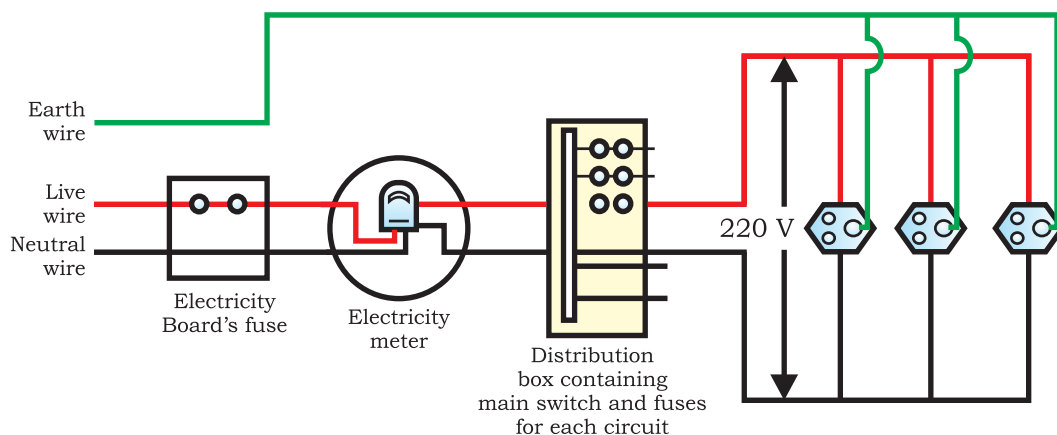 Earth
wire
Live
wire
Neutral
wire
Electricity
Board's fuse
Electricity
meter
Distribution
box containing
main switch and fuses
for each circuit
220 V